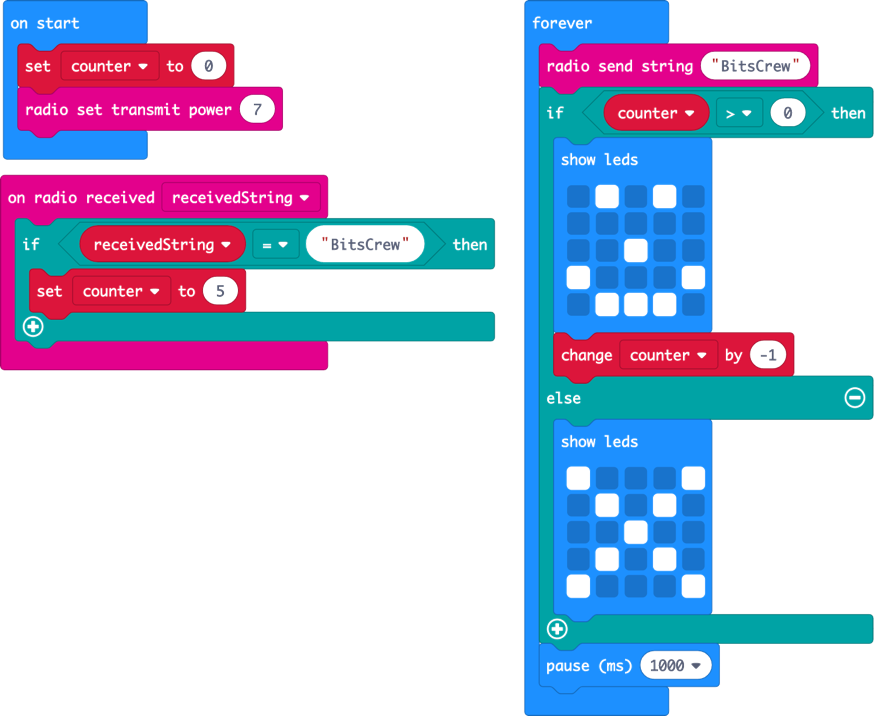 on start
set counter to 0
radio set transmit power 7
on radio received receivedString
if receivedString = "BitsCrew" then
set counter to 5
forever
radio send string "BitsCrew"
if counter > 0 then
show leds
change counter by -1
else
show leds
pause (ms) 1000